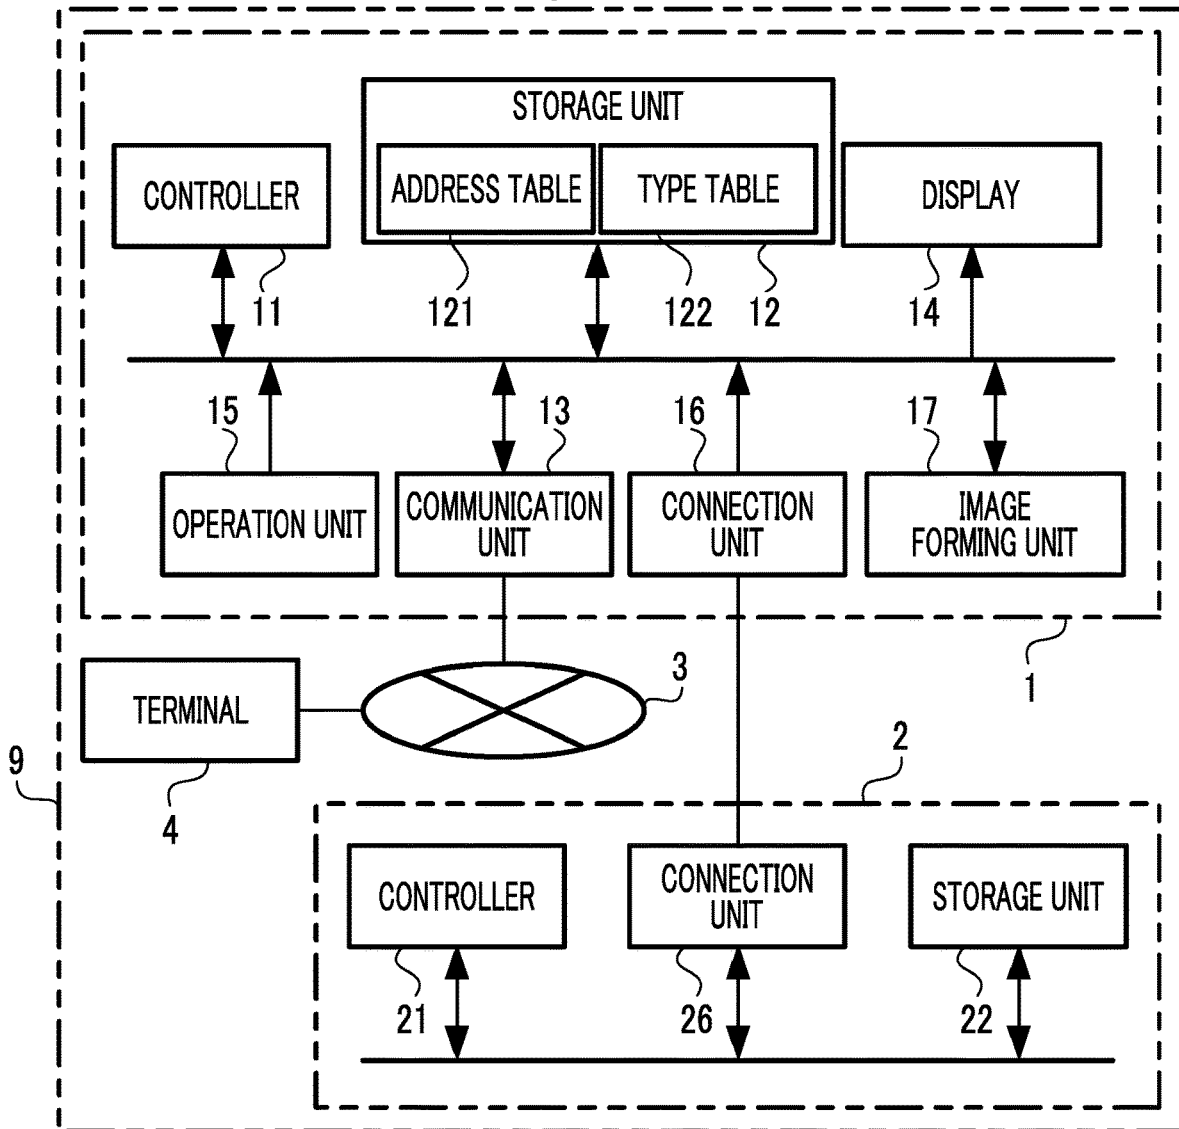 STORAGE UNIT
CONTROLLER
ADDRESS TABLE
TYPE TABLE
DISPLAY
11
121
122
12
14
15
13
16
17
OPERATION UNIT
COMMUNICATION
UNIT
CONNECTION
UNIT
IMAGE
FORMING UNIT
1
TERMINAL
3
9
4
2
CONTROLLER
CONNECTION
UNIT
STORAGE UNIT
21
26
22